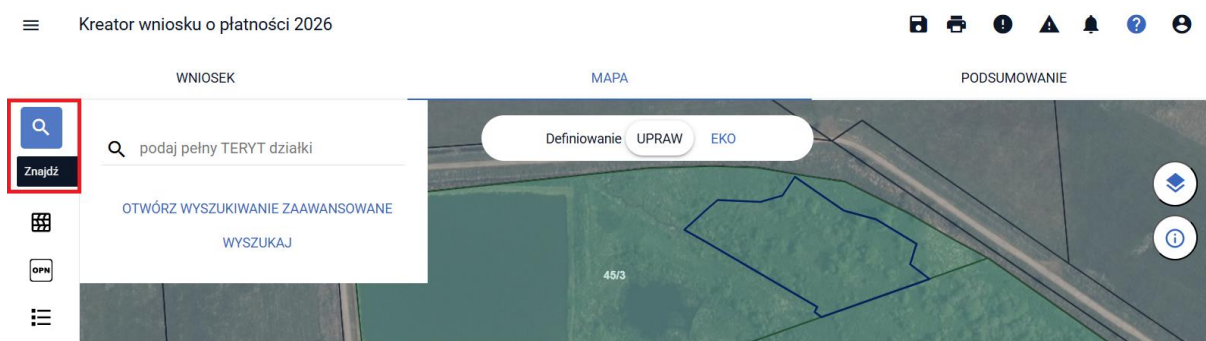 Kreator wniosku o płatności 2026
WNIOSEK
MAPA
PODSUMOWANIE
Znajdź
podaj pełny TERYT działki
OTWÓRZ WYSZUKIWANIE ZAAWANSOWANE
WYSZUKAJ
Definiowanie UPRAW EKO
OPN
45/3